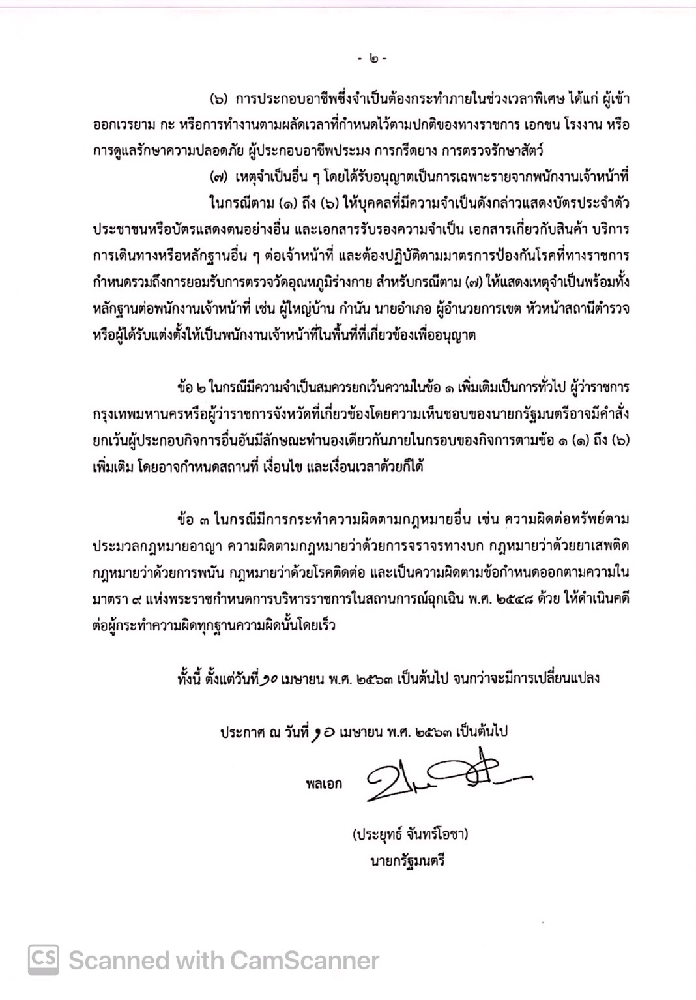 - ๒ -
(๖) การประกอบอาชีพซึ่งจำเป็นต้องกระทำภายในช่วงเวลาพิเศษ ได้แก่ ผู้เข้า
ออกเวรยาม กะ หรือการทำงานตามผลัดเวลาที่กำหนดไว้ตามปกติของทางราชการ เอกชน โรงงาน หรือ
การดูแลรักษาความปลอดภัย ผู้ประกอบอาชีพประมง การกรีดยาง การตรวจรักษาสัตว์
(๗) เหตุจำเป็นอื่น ๆ โดยได้รับอนุญาตเป็นการเฉพาะรายจากพนักงานเจ้าหน้าที่
ในกรณีตาม (๑) ถึง (๖) ให้บุคคลที่มีความจำเป็นดังกล่าวแสดงบัตรประจำตัว
ประชาชนหรือบัตรแสดงตนอย่างอื่น และเอกสารรับรองความจำเป็น เอกสารเกี่ยวกับสินค้า บริการ
การเดินทางหรือหลักฐานอื่น ๆ ต่อเจ้าหน้าที่ และต้องปฏิบัติตามมาตรการป้องกันโรคที่ทางราชการ
กำหนดรวมถึงการยอมรับการตรวจวัดอุณหภูมิร่างกาย สำหรับกรณีตาม (๗) ให้แสดงเหตุจำเป็นพร้อมทั้ง
หลักฐานต่อพนักงานเจ้าหน้าที่ เช่น ผู้ใหญ่บ้าน กำนัน นายอำเภอ ผู้อำนวยการเขต หัวหน้าสถานีตำรวจ
หรือผู้ได้รับแต่งตั้งให้เป็นพนักงานเจ้าหน้าที่ในพื้นที่ที่เกี่ยวข้องเพื่ออนุญาต
ข้อ ๒ ในกรณีมีความจำเป็นสมควรยกเว้นความในข้อ ๑ เพิ่มเติมเป็นการทั่วไป ผู้ว่าราชการ
กรุงเทพมหานครหรือผู้ว่าราชการจังหวัดที่เกี่ยวข้องโดยความเห็นชอบของนายกรัฐมนตรีอาจมีคำสั่ง
ยกเว้นผู้ประกอบกิจการอื่นอันมีลักษณะทำนองเดียวกันภายในกรอบของกิจการตามข้อ ๑ (๑) ถึง (๖)
เพิ่มเติม โดยอาจกำหนดสถานที่ เงื่อนไข และเงื่อนเวลาด้วยก็ได้
ข้อ ๓ ในกรณีมีการกระทำความผิดตามกฎหมายอื่น เช่น ความผิดต่อทรัพย์ตาม
ประมวลกฎหมายอาญา ความผิดตามกฎหมายว่าด้วยการจราจรทางบก กฎหมายว่าด้วยยาเสพติด
กฎหมายว่าด้วยการพนัน กฎหมายว่าด้วยโรคติดต่อ และเป็นความผิดตามข้อกำหนดออกตามความใน
มาตรา ๙ แห่งพระราชกำหนดการบริหารราชการในสถานการณ์ฉุกเฉิน พ.ศ. ๒๕๔๘ ด้วย ให้ดำเนินคดี
ต่อผู้กระทำความผิดทุกฐานความผิดนั้นโดยเร็ว
ทั้งนี้ ตั้งแต่วันที่ ๑๐ เมษายน พ.ศ. ๒๕๖๓ เป็นต้นไป จนกว่าจะมีการเปลี่ยนแปลง
ประกาศ ณ วันที่ ๑๐ เมษายน พ.ศ. ๒๕๖๓ เป็นต้นไป
พลเอก
(ประยุทธ์ จันทร์โอชา)
นายกรัฐมนตรี
CS Scanned with CamScanner